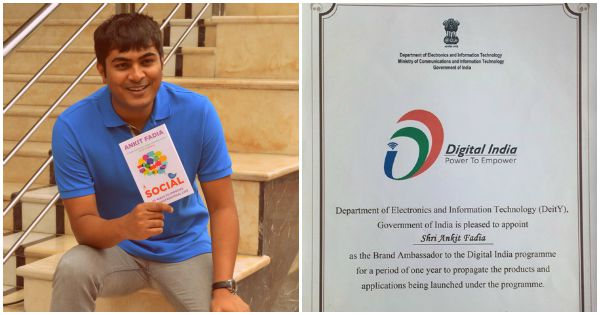 ANKIT FADIA
SOCIAL
Department of Electronics and Information Technology
Ministry of Communications and Information Technology
Government of India
Digital India
Power To Empower
Department of Electronics and Information Technology (DeitY),
Government of India is pleased to appoint
Shri Ankit Fadia
as the Brand Ambassador to the Digital India programme
for a period of one year to propagate the products and
applications being launched under the programme.